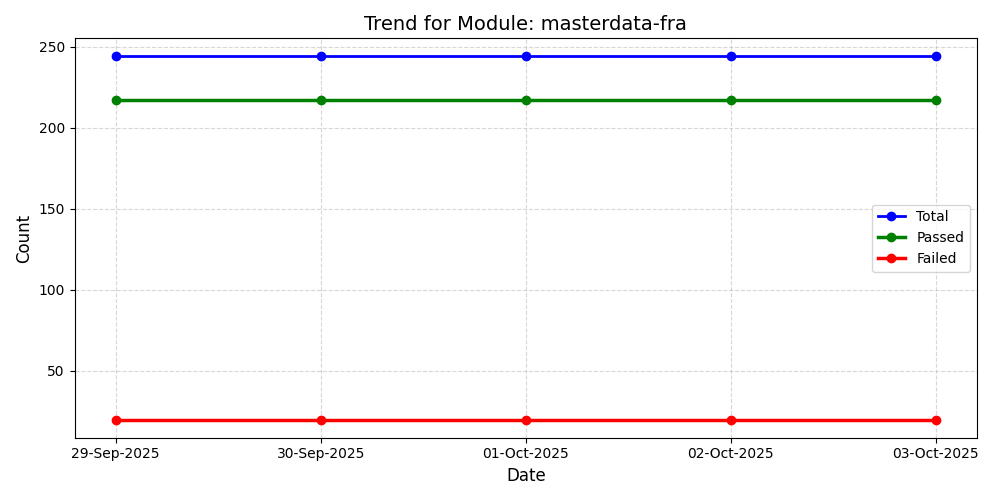 Trend for Module: masterdata-fra
250
200
150
100
50
Count
Total
Passed
Failed
29-Sep-2025
30-Sep-2025
01-Oct-2025
02-Oct-2025
03-Oct-2025
Date